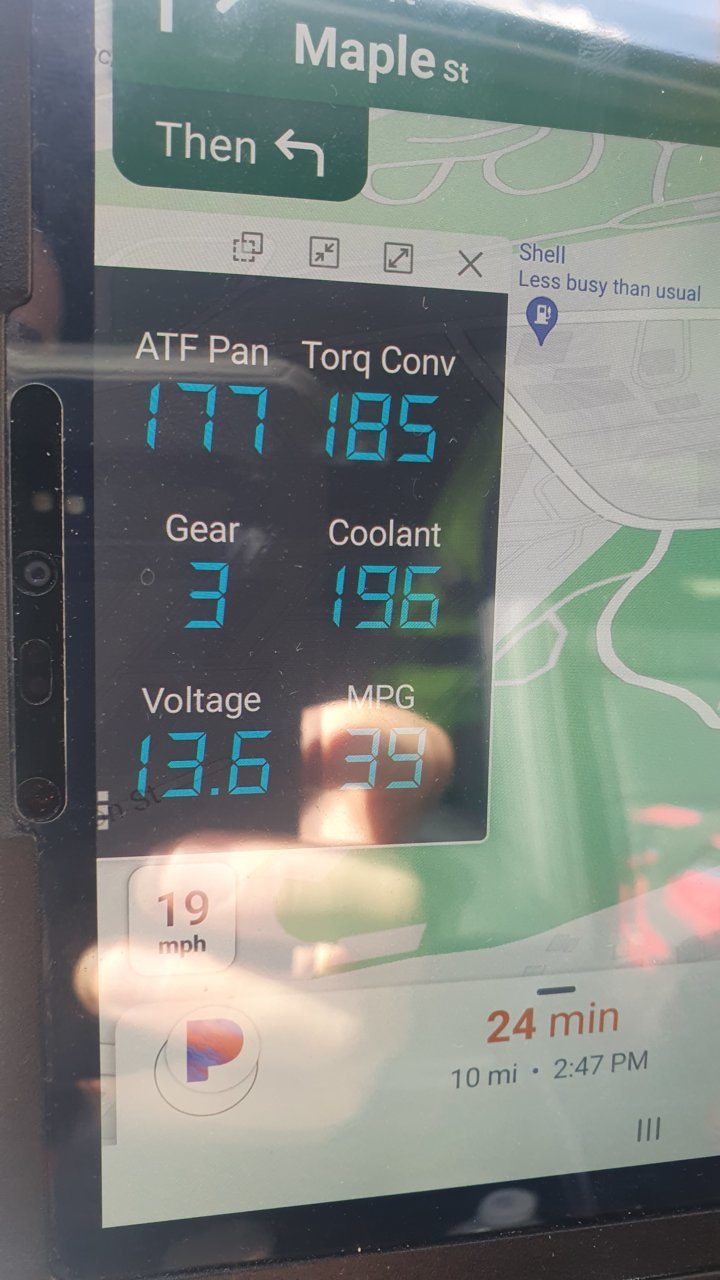 Maple St
Then
Shell
Less busy than usual
ATF Pan Torq Conv
177 185
Gear Coolant
3 196
Voltage MPG
13.6 39
19
mph
24 min
10 mi • 2:47 PM